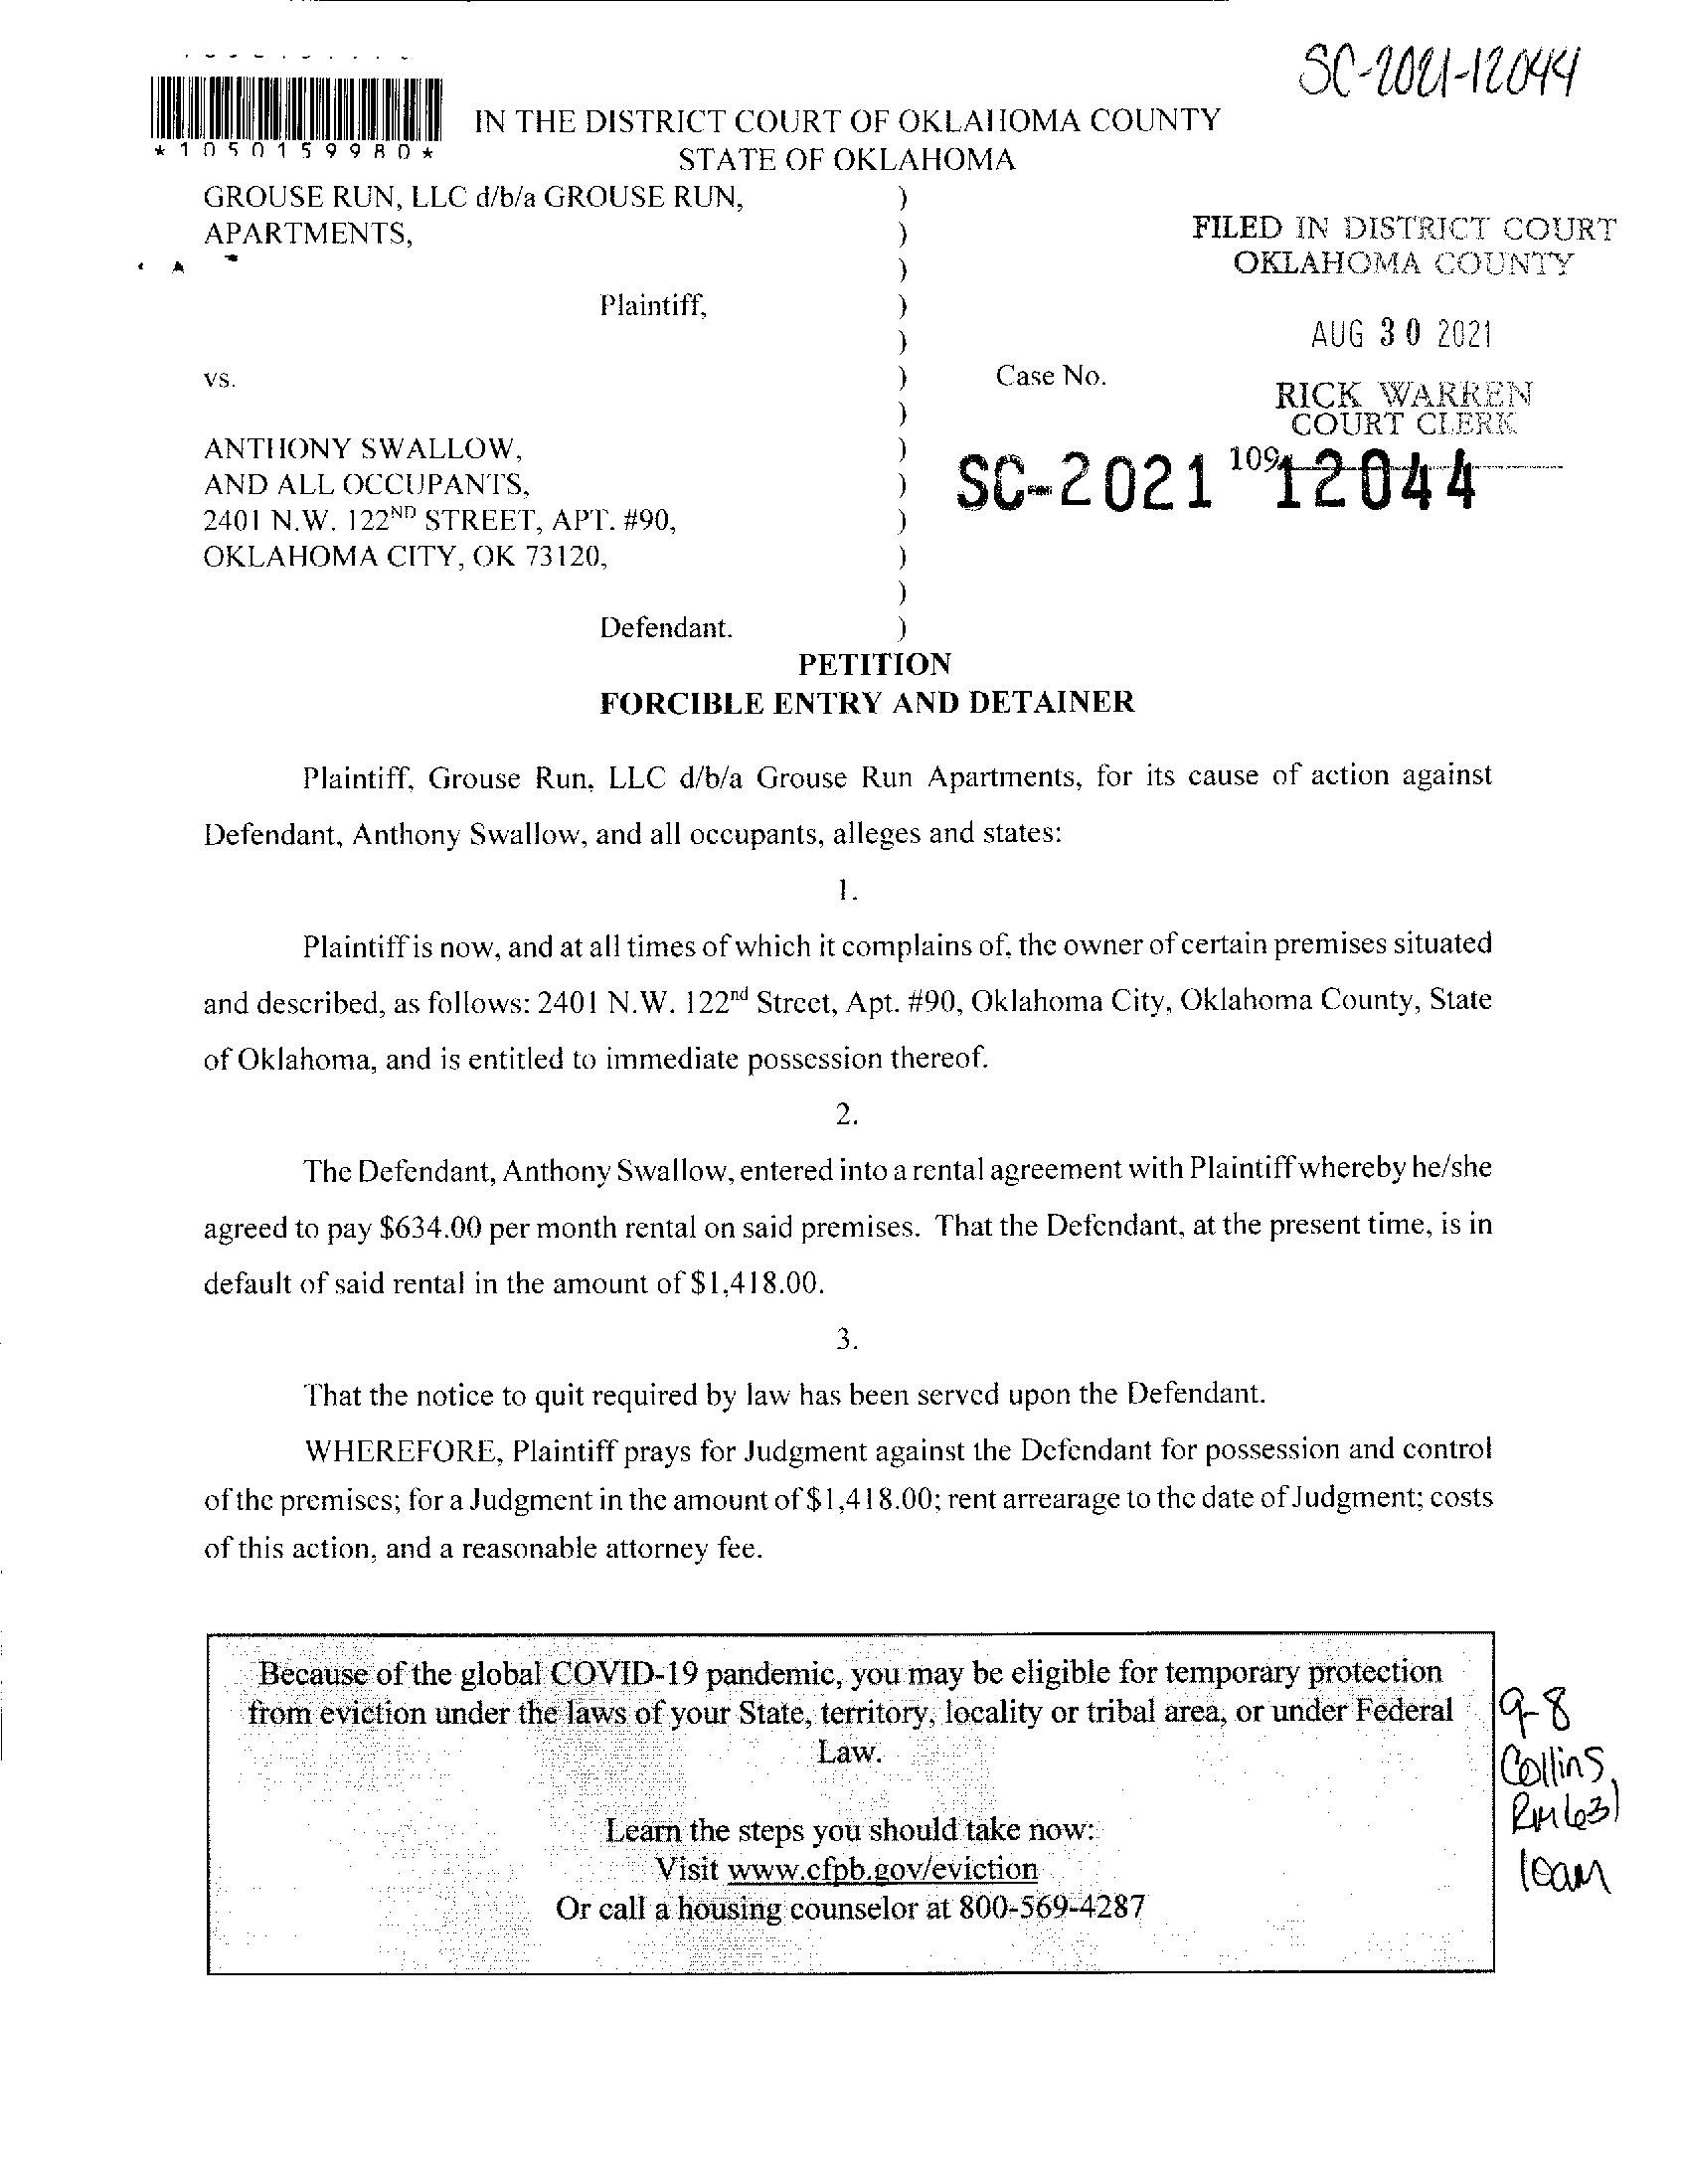 SC-2021-12044
*1050159980*
IN THE DISTRICT COURT OF OKLAHOMA COUNTY
STATE OF OKLAHOMA
GROUSE RUN, LLC d/b/a GROUSE RUN, )
APARTMENTS, )
)
Plaintiff, )
)
vs. )
)
ANTHONY SWALLOW, )
AND ALL OCCUPANTS, )
2401 N.W. 122ND STREET, APT. #90, )
OKLAHOMA CITY, OK 73120, )
)
Defendant. )
FILED IN DISTRICT COURT
OKLAHOMA COUNTY
AUG 30 2021
RICK WARREN
COURT CLERK
109
Case No.
SC-2021 12044
PETITION
FORCIBLE ENTRY AND DETAINER
Plaintiff, Grouse Run, LLC d/b/a Grouse Run Apartments, for its cause of action against
Defendant, Anthony Swallow, and all occupants, alleges and states:
1.
Plaintiff is now, and at all times of which it complains of, the owner of certain premises situated
and described, as follows: 2401 N.W. 122nd Street, Apt. #90, Oklahoma City, Oklahoma County, State
of Oklahoma, and is entitled to immediate possession thereof.
2.
The Defendant, Anthony Swallow, entered into a rental agreement with Plaintiff whereby he/she
agreed to pay $634.00 per month rental on said premises. That the Defendant, at the present time, is in
default of said rental in the amount of $1,418.00.
3.
That the notice to quit required by law has been served upon the Defendant.
WHEREFORE, Plaintiff prays for Judgment against the Defendant for possession and control
of the premises; for a Judgment in the amount of $1,418.00; rent arrearage to the date of Judgment; costs
of this action, and a reasonable attorney fee.
Because of the global COVID-19 pandemic, you may be eligible for temporary protection
from eviction under the laws of your State, territory, locality or tribal area, or under Federal
Law.
Learn the steps you should take now:
Visit www.cfpb.gov/eviction
Or call a housing counselor at 800-569-4287
9-8
Collins,
RM 631
10am